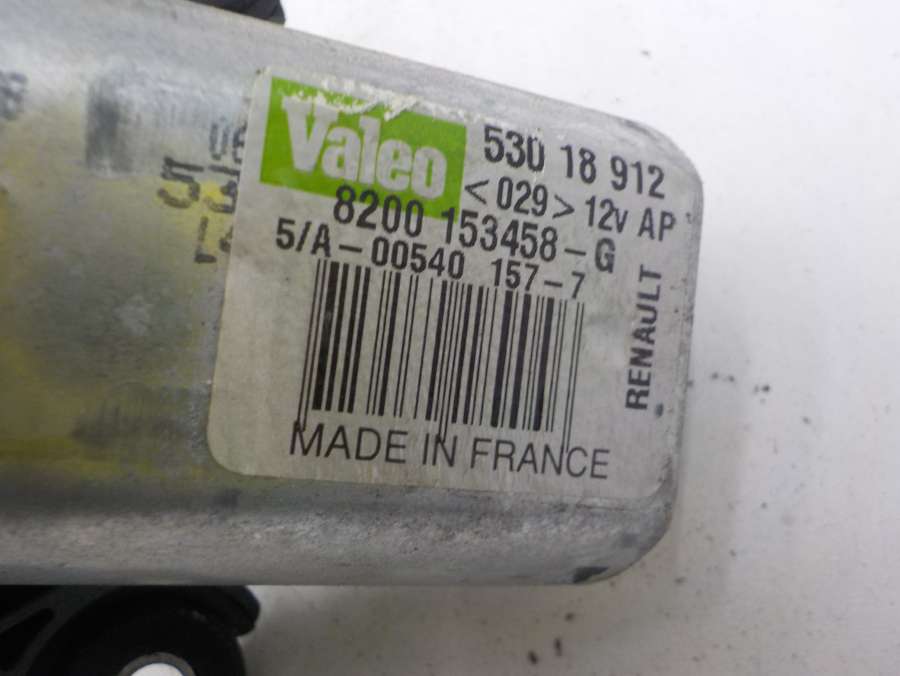 Valeo
530 18 912
<029> 12v AP
8200 153458-G
5/A-00540 157-7
RENAULT
MADE IN FRANCE